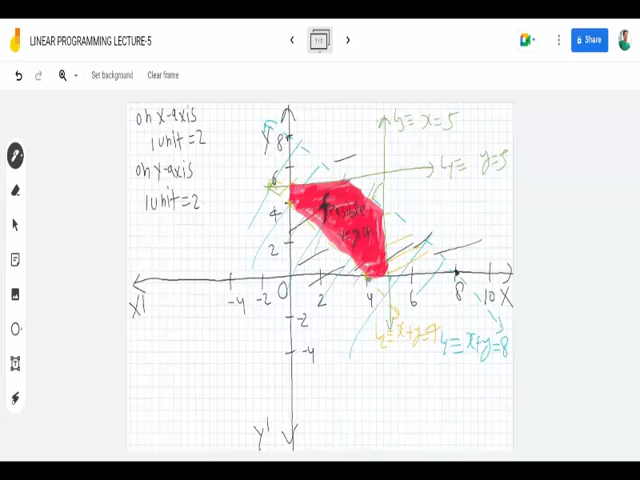 LINEAR PROGRAMMING LECTURE-5
Share
Set background
Clear frame
on x-axis
1 unit = 2
on y-axis
1 unit = 2
Y
8
6
4
2
l3 ≡ x=5
l4 ≡ y=5
region
X'
-4 -2 O 2 4 6 8 10 X
-2
-4
l2 ≡ x+y=4
l1 ≡ x+y=8
Y'